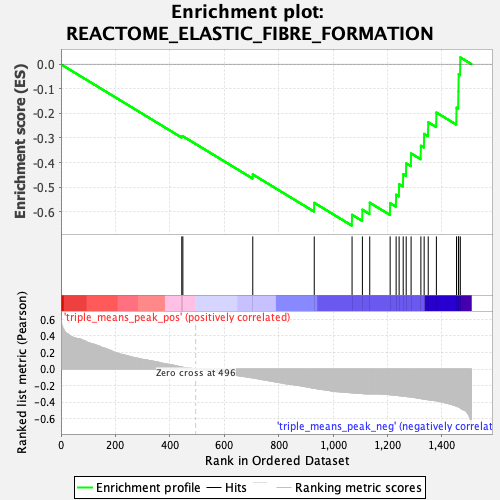 Enrichment plot:
REACTOME_ELASTIC_FIBRE_FORMATION
Enrichment score (ES)
0.0
-0.1
-0.2
-0.3
-0.4
-0.5
-0.6
'triple_means_peak_pos' (positively correlated)
Ranked list metric (Pearson)
0.6
0.4
0.2
0.0
-0.2
-0.4
-0.6
Zero cross at 496
'triple_means_peak_neg' (negatively correlat
0 200 400 600 800 1,000 1,200 1,400
Rank in Ordered Dataset
Enrichment profile Hits Ranking metric scores